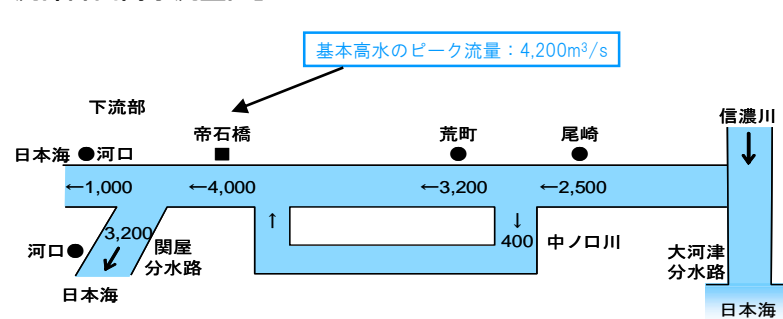 基本高水のピーク流量：4,200m³/s
下流部
信濃川
帝石橋
荒町
尾崎
日本海
河口
←1,000
←4,000
←3,200
←2,500
↑
↓
400
中ノ口川
3,200
河口
関屋
分水路
大河津
分水路
日本海
日本海